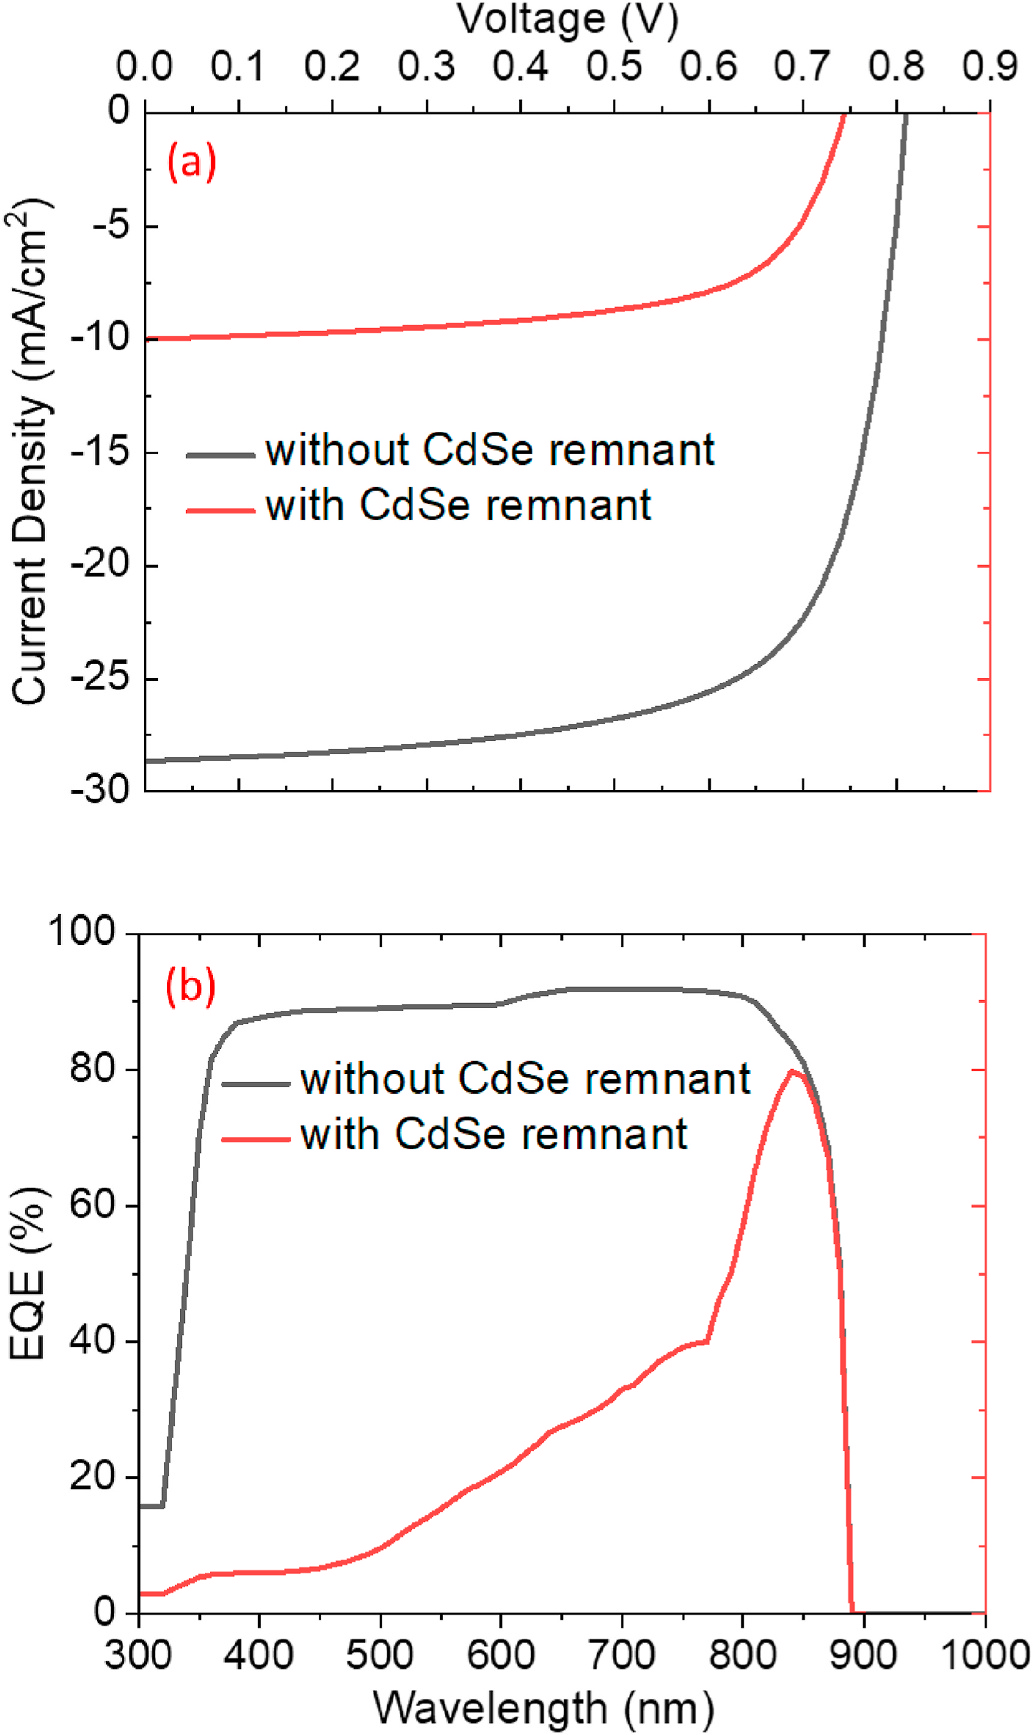 Voltage (V)
0.0 0.1 0.2 0.3 0.4 0.5 0.6 0.7 0.8 0.9
0
(a)
-5
-10
-15
-20
-25
-30
Current Density (mA/cm²)
without CdSe remnant
with CdSe remnant
100
(b)
80
60
40
20
0
EQE (%)
without CdSe remnant
with CdSe remnant
300 400 500 600 700 800 900 1000
Wavelength (nm)